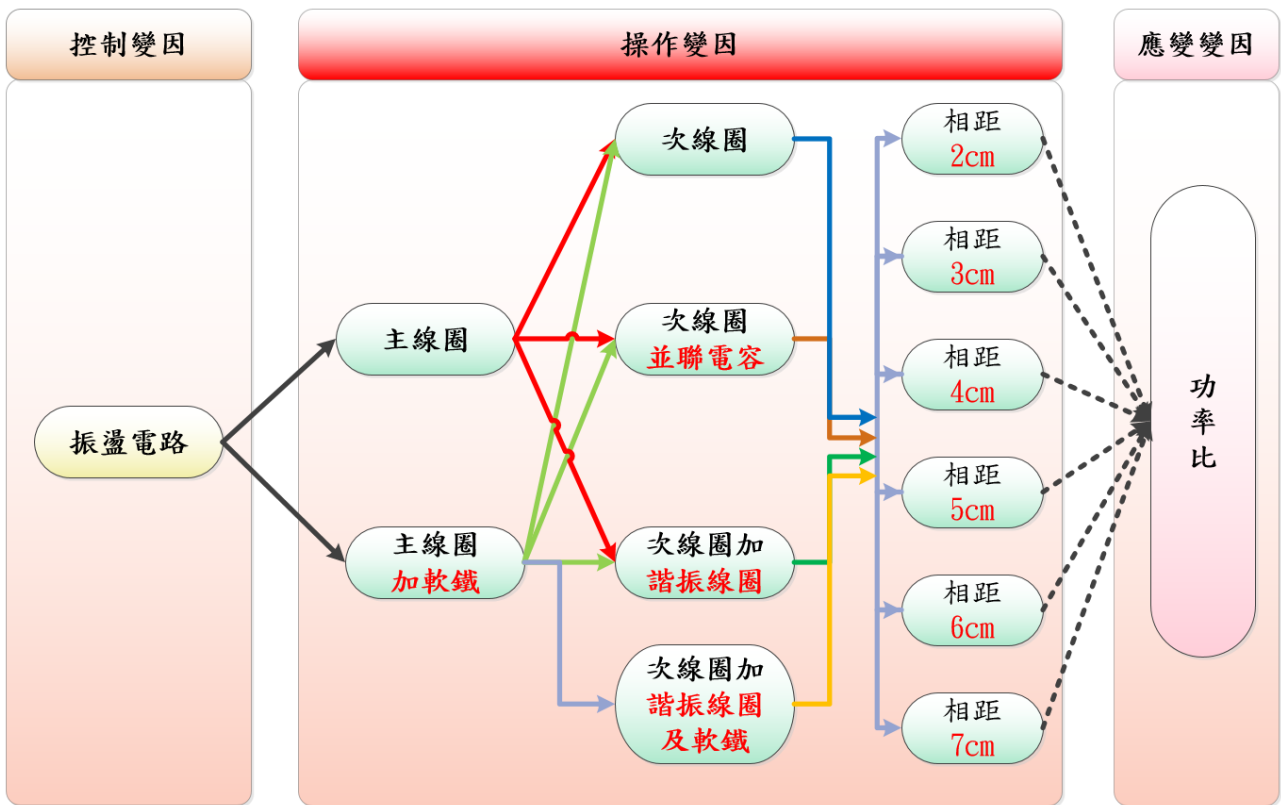 控制變因
操作變因
應變變因
振盪電路
主線圈
主線圈
加軟鐵
次線圈
次線圈
並聯電容
次線圈加
諧振線圈
次線圈加
諧振線圈
及軟鐵
相距
2cm
相距
3cm
相距
4cm
相距
5cm
相距
6cm
相距
7cm
功
率
比